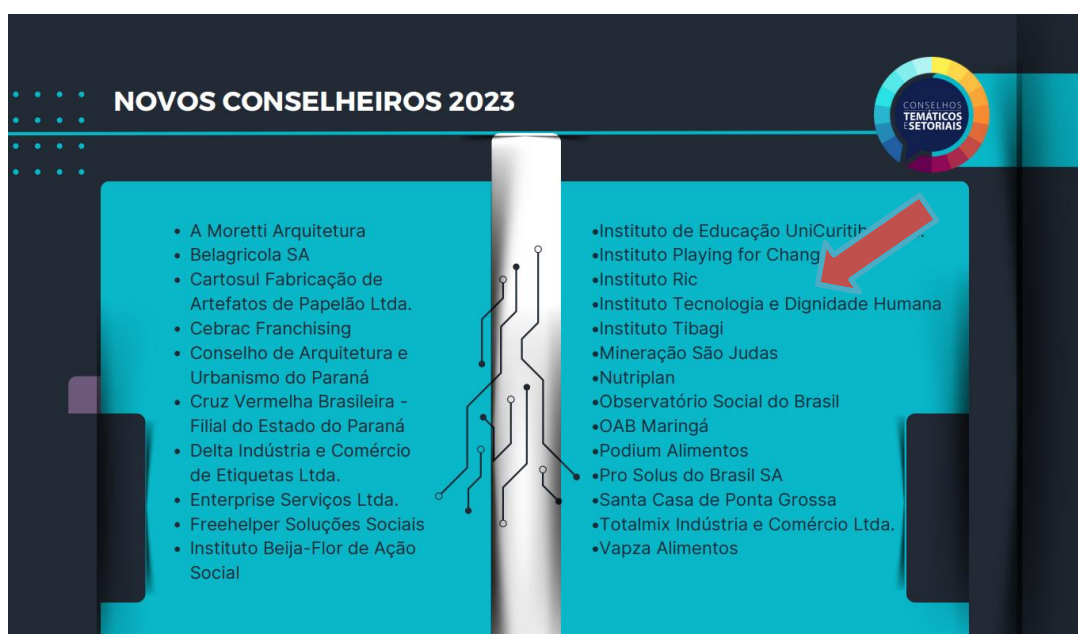 NOVOS CONSELHEIROS 2023
CONSELHOS
TEMÁTICOS
E SETORIAIS
• A Moretti Arquitetura
• Belagricola SA
• Cartosul Fabricação de
Artefatos de Papelão Ltda.
• Cebrac Franchising
• Conselho de Arquitetura e
Urbanismo do Paraná
• Cruz Vermelha Brasileira -
Filial do Estado do Paraná
• Delta Indústria e Comércio
de Etiquetas Ltda.
• Enterprise Serviços Ltda.
• Freehelper Soluções Sociais
• Instituto Beija-Flor de Ação
Social
•Instituto de Educação
•Instituto Playing for
•Instituto Ric
•Instituto Tecnologia e Dignidade Humana
•Instituto Tibagi
•Mineração São Judas
•Nutriplan
•Observatório Social do Brasil
•OAB Maringá
•Podium Alimentos
•Pro Solus do Brasil SA
•Santa Casa de Ponta Grossa
•Totalmix Indústria e Comércio Ltda.
•Vapza Alimentos